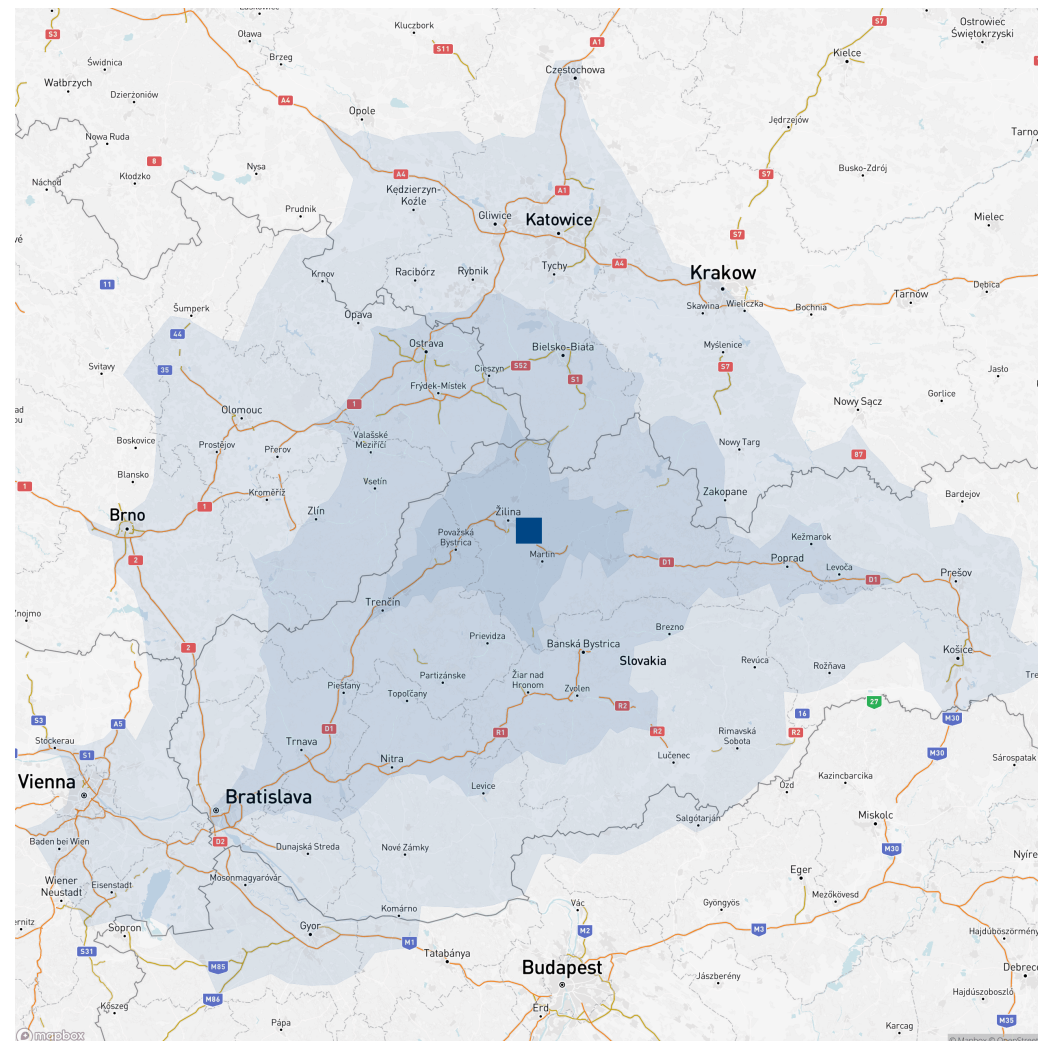 S3
Oława
Kluczbork
S11
A1
S7
Ostrowiec
Świętokrzyski
Świdnica
Brzeg
Kielce
Wałbrzych
Dzierżoniów
Częstochowa
A4
Opole
Jędrzejów
Nowa Ruda
8
Nysa
Busko-Zdrój
Náchod
Kłodzko
A4
Kędzierzyn-
Koźle
A1
S7
Prudnik
Gliwice
Katowice
Mielec
S7
Krnov
Racibórz
Rybnik
Tychy
A4
Krakow
11
Dębica
Tarnów
Šumperk
Opava
Skawina
Wieliczka
Bochnia
44
Ostrava
Bielsko-Biała
Myślenice
Svitavy
35
Cieszyn
S52
S1
S7
Jasło
Frýdek-Místek
Gorlice
Olomouc
1
Nowy Sącz
Boskovice
Prostějov
Přerov
Valašské
Meziříčí
Nowy Targ
87
Blansko
Vsetín
1
Kroměříž
Zakopane
Bardejov
Brno
1
Zlín
Žilina
Považská
Bystrica
Kežmarok
2
Martin
D1
Poprad
Levoča
D1
Prešov
Znojmo
Trenčín
2
Prievidza
Banská Bystrica
Brezno
Košice
Slovakia
Revúca
Rožňava
Piešťany
Partizánske
Topoľčany
Žiar nad
Hronom
Zvolen
R2
27
16
M30
S3
A5
D1
R1
R2
Rimavská
Sobota
R2
Stockerau
S1
Trnava
Nitra
Lučenec
M30
Sárospatak
Vienna
Levice
Ózd
Kazincbarcika
Bratislava
Salgótarján
Miskolc
Baden bei Wien
D2
Dunajská Streda
Nové Zámky
M30
Wiener
Neustadt
Eisenstadt
Mosonmagyaróvár
Eger
Mezőkövesd
Komárno
Vác
Gyöngyös
Sopron
Gyor
M1
M2
M3
Hajdúböszörmény
S31
Tatabánya
M85
Budapest
Jászberény
M86
Hajdúszoboszló
Kőszeg
Érd
Pápa
Karcag
M35
mapbox